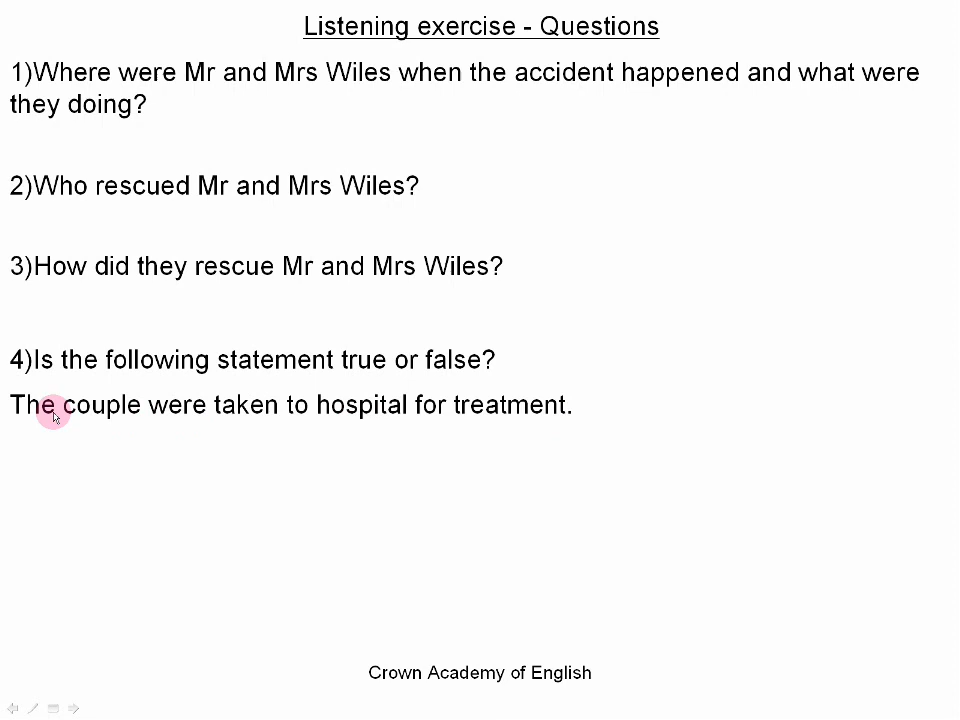 Listening exercise - Questions
1)Where were Mr and Mrs Wiles when the accident happened and what were
they doing?
2)Who rescued Mr and Mrs Wiles?
3)How did they rescue Mr and Mrs Wiles?
4)Is the following statement true or false?
The couple were taken to hospital for treatment.
Crown Academy of English